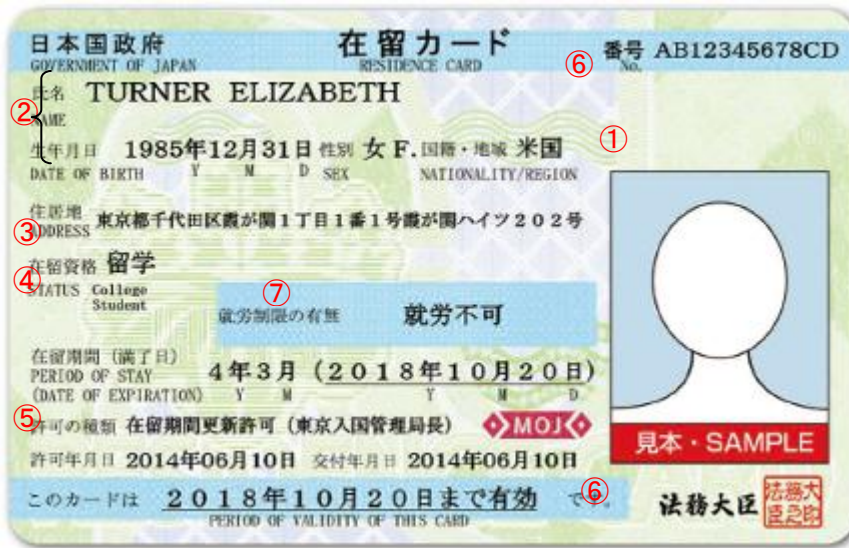 日本国政府 在留カード 番号 AB12345678CD
GOVERNMENT OF JAPAN RESIDENCE CARD ⑥ No.
氏名 TURNER ELIZABETH
② NAME
生年月日 1985年12月31日 性別 女 F. 国籍・地域 米国 ①
DATE OF BIRTH Y M D SEX NATIONALITY/REGION
住居地 東京都千代田区霞が関1丁目1番1号霞が関ハイツ202号
③ ADDRESS
在留資格 留学
④ STATUS College
Student
⑦
就労制限の有無 就労不可
在留期間(満了日)
PERIOD OF STAY 4年3月(2018年10月20日)
(DATE OF EXPIRATION) Y M Y M D
⑤ 許可の種類 在留期間更新許可(東京入国管理局長) MOJ
見本・SAMPLE
許可年月日 2014年06月10日 交付年月日 2014年06月10日
このカードは 2018年10月20日まで有効 ⑥ です。
PERIOD OF VALIDITY OF THIS CARD
法務大臣 法務大臣之印